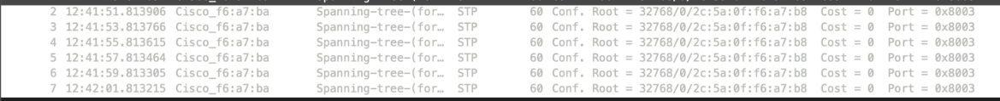 2 12:41:51.813906 Cisco_f6:a7:ba Spanning-tree-(for… STP 60 Conf. Root = 32768/0/2c:5a:0f:f6:a7:b8 Cost = 0 Port = 0x8003
3 12:41:53.813766 Cisco_f6:a7:ba Spanning-tree-(for… STP 60 Conf. Root = 32768/0/2c:5a:0f:f6:a7:b8 Cost = 0 Port = 0x8003
4 12:41:55.813615 Cisco_f6:a7:ba Spanning-tree-(for… STP 60 Conf. Root = 32768/0/2c:5a:0f:f6:a7:b8 Cost = 0 Port = 0x8003
5 12:41:57.813464 Cisco_f6:a7:ba Spanning-tree-(for… STP 60 Conf. Root = 32768/0/2c:5a:0f:f6:a7:b8 Cost = 0 Port = 0x8003
6 12:41:59.813305 Cisco_f6:a7:ba Spanning-tree-(for… STP 60 Conf. Root = 32768/0/2c:5a:0f:f6:a7:b8 Cost = 0 Port = 0x8003
7 12:42:01.813215 Cisco_f6:a7:ba Spanning-tree-(for… STP 60 Conf. Root = 32768/0/2c:5a:0f:f6:a7:b8 Cost = 0 Port = 0x8003